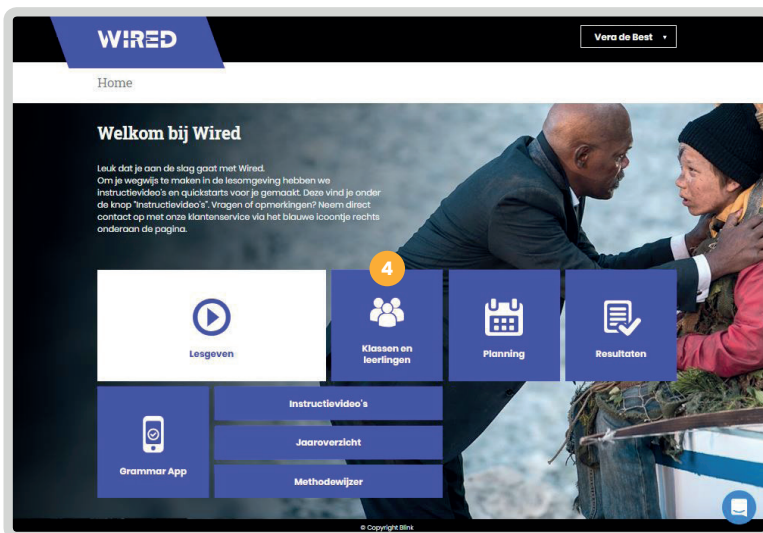 WIRED
Vera de Best
Home
Welkom bij Wired
Leuk dat je aan de slag gaat met Wired.
Om je wegwijs te maken in de lesomgeving hebben we
instructievideo's en quickstarts voor je gemaakt. Deze vind je onder
de knop "Instructievideo's". Vragen of opmerkingen? Neem direct
contact op met onze klantenservice via het blauwe icoontje rechts
onderaan de pagina.
4
Lesgeven
Klassen en
leerlingen
Planning
Resultaten
Grammar App
Instructievideo's
Jaaroverzicht
Methodewijzer
© Copyright Blink